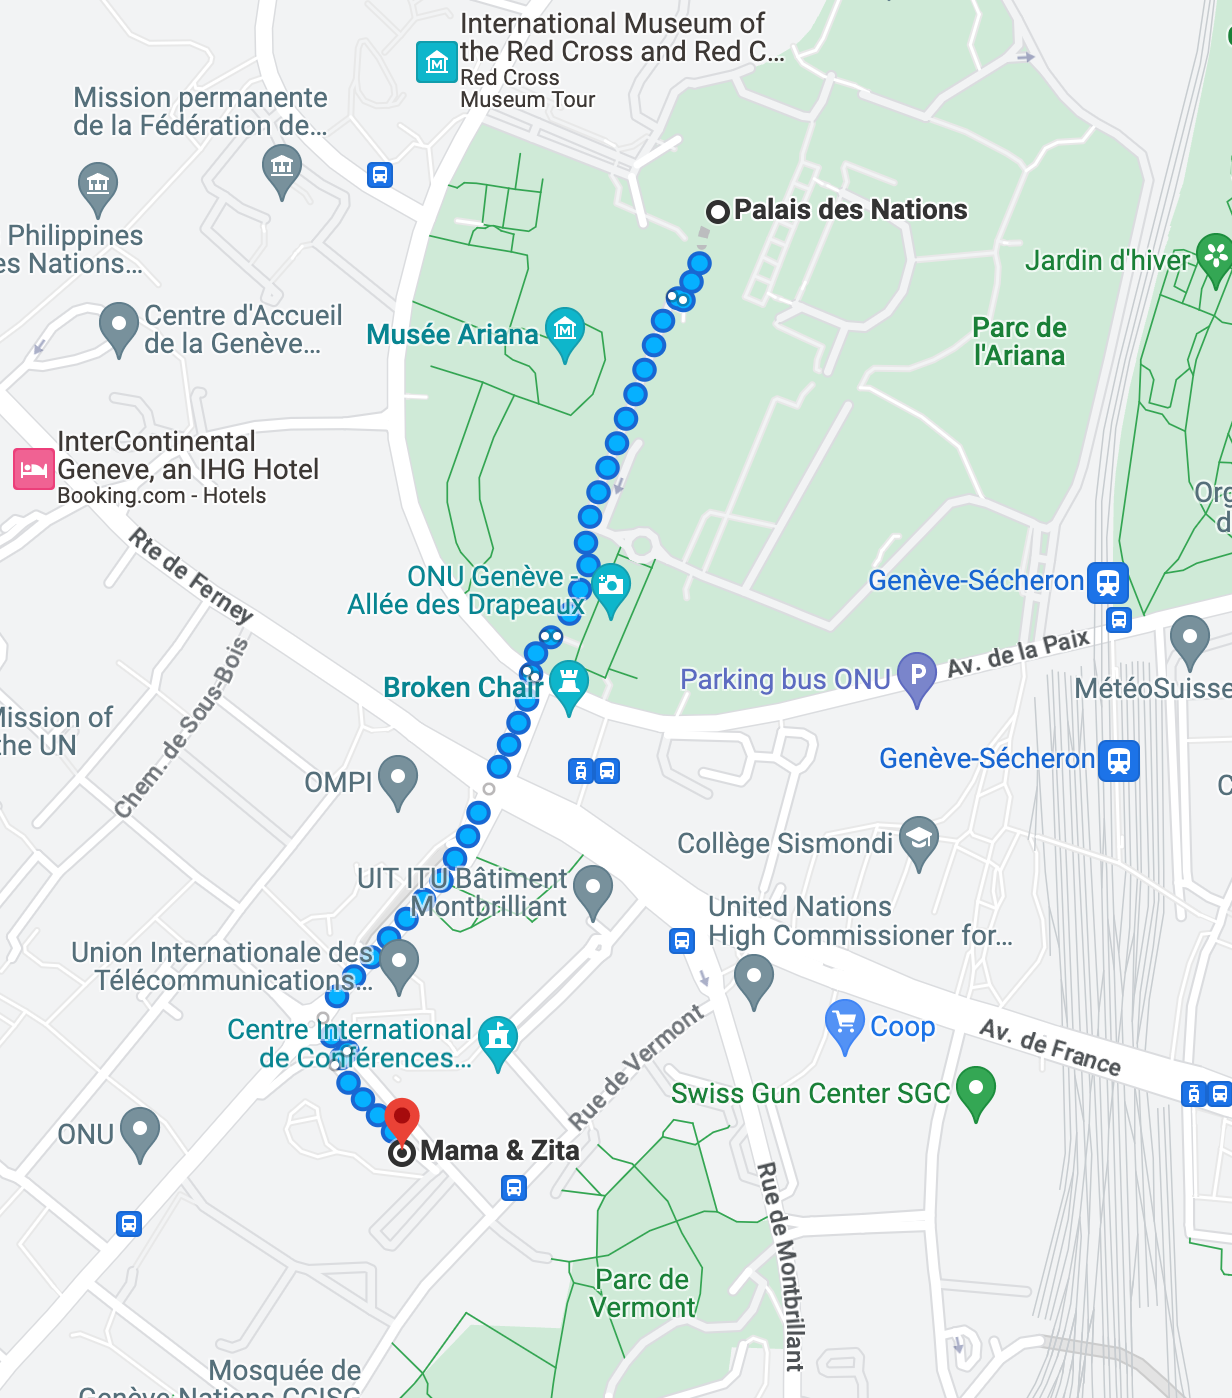 International Museum of
the Red Cross and Red C...
Red Cross
Museum Tour
Mission permanente
de la Fédération de...
Palais des Nations
Philippines
es Nations...
Jardin d'hiver
Centre d'Accueil
de la Genève...
Musée Ariana
Parc de
l'Ariana
InterContinental
Geneve, an IHG Hotel
Booking.com - Hotels
Org
d
Rte de Ferney
ONU Genève -
Allée des Drapeaux
Genève-Sécheron
Av. de la Paix
Chem. de Sous-Bois
Broken Chair
Parking bus ONU
P
MétéoSuisse
Mission of
the UN
Genève-Sécheron
OMPI
C
Collège Sismondi
UIT ITU Bâtiment
Montbrilliant
United Nations
High Commissioner for...
Union Internationale des
Télécommunications...
Centre International
de Conférences...
Coop
Av. de France
Rue de Vermont
Swiss Gun Center SGC
ONU
Mama & Zita
Rue de Montbrillant
Parc de
Vermont
Mosquée de
Genève-Nations CCISG